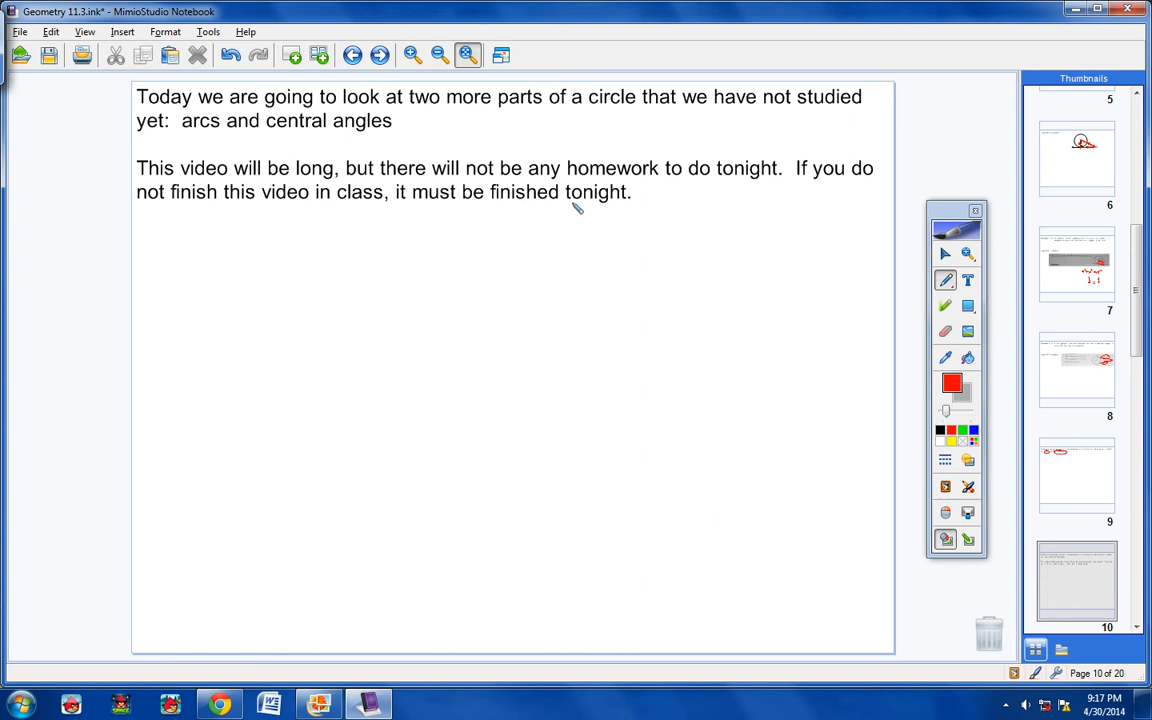 Geometry 11.3.ink* - MimioStudio Notebook
File Edit View Insert Format Tools Help
Today we are going to look at two more parts of a circle that we have not studied
yet: arcs and central angles
This video will be long, but there will not be any homework to do tonight. If you do
not finish this video in class, it must be finished tonight.
Thumbnails
5
6
7
8
9
10
Page 10 of 20
9:17 PM
4/30/2014